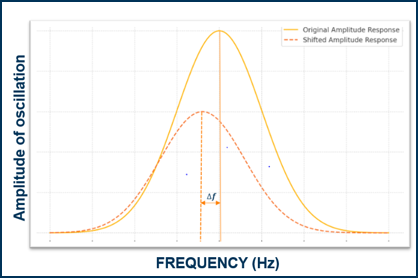 Original Amplitude Response
Shifted Amplitude Response
Amplitude of oscillation
Δf
FREQUENCY (Hz)